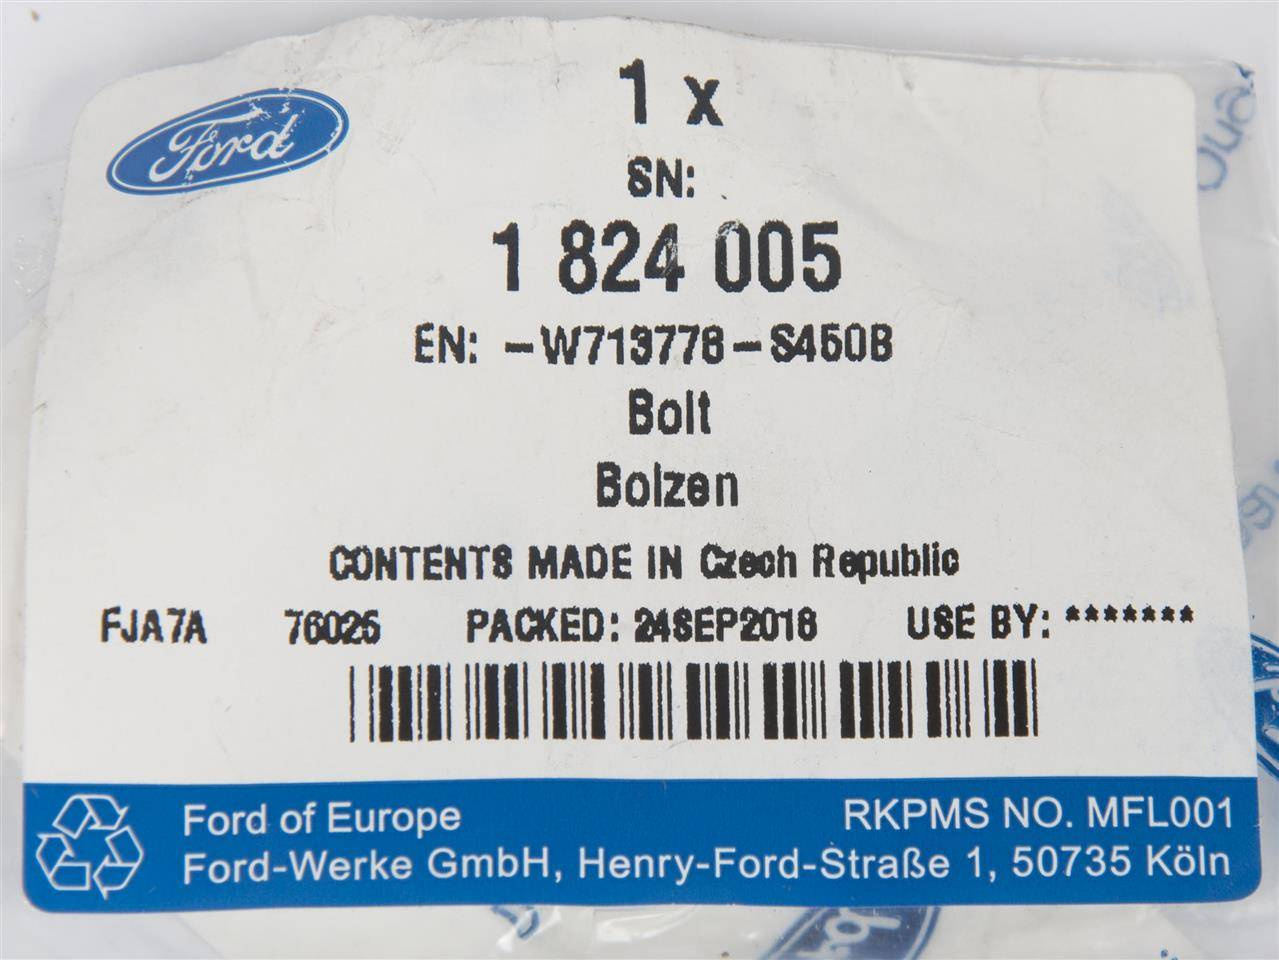 Ford
1 x
SN:
1 824 005
EN: -W713778-S450B
Bolt
Bolzen
CONTENTS MADE IN Czech Republic
FJA7A 76025 PACKED: 24SEP2018 USE BY: *******
Ford of Europe RKPMS NO. MFL001
Ford-Werke GmbH, Henry-Ford-Straße 1, 50735 Köln